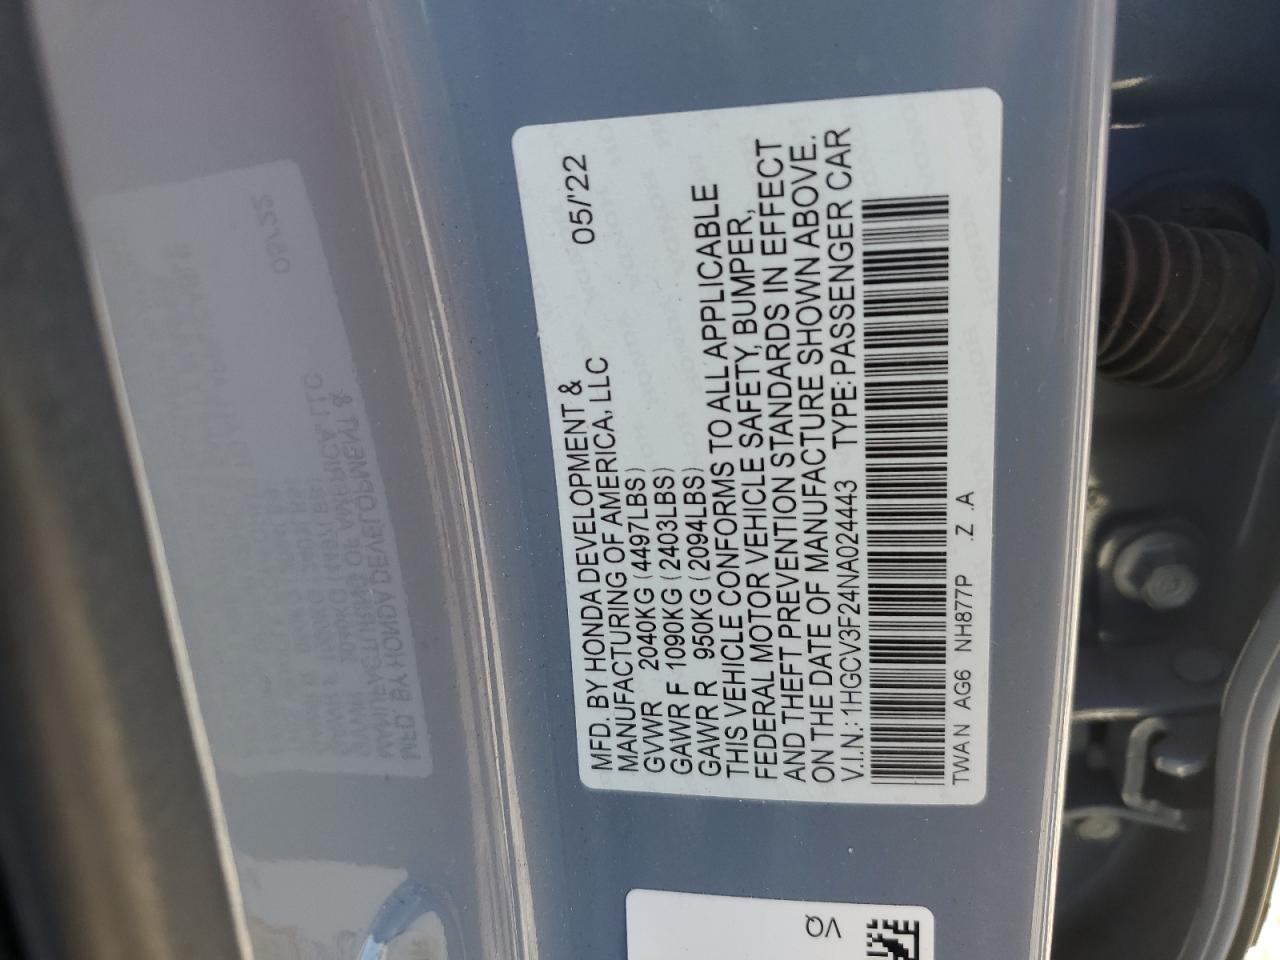 MFD. BY HONDA DEVELOPMENT & 05/'22
MANUFACTURING OF AMERICA, LLC
GVWR 2040KG (4497LBS)
GAWR F 1090KG (2403LBS)
GAWR R 950KG (2094LBS)
THIS VEHICLE CONFORMS TO ALL APPLICABLE
FEDERAL MOTOR VEHICLE SAFETY, BUMPER,
AND THEFT PREVENTION STANDARDS IN EFFECT
ON THE DATE OF MANUFACTURE SHOWN ABOVE.
V.I.N.: 1HGCV3F24NA024443 TYPE: PASSENGER CAR
TWAN AG6 NH877P .Z .A
VQ